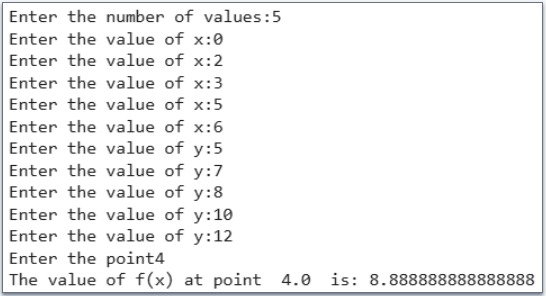 Enter the number of values:5
Enter the value of x:0
Enter the value of x:2
Enter the value of x:3
Enter the value of x:5
Enter the value of x:6
Enter the value of y:5
Enter the value of y:7
Enter the value of y:8
Enter the value of y:10
Enter the value of y:12
Enter the point4
The value of f(x) at point  4.0  is: 8.888888888888888